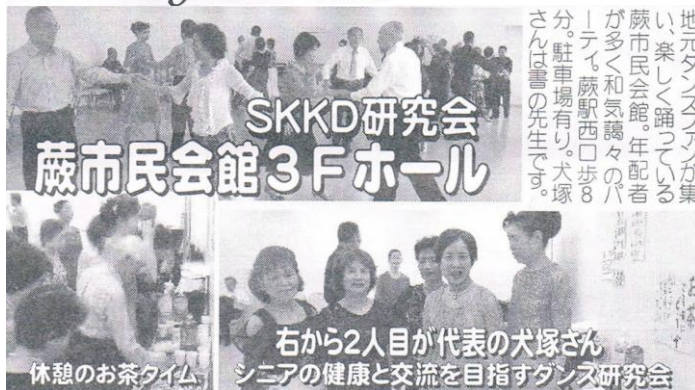 SKKD研究会
蕨市民会館3Fホール
地元ダンスファンが集
い、楽しく踊っている
蕨市民会館。年配者
が多く和気藹々のパ
ーティ。蕨駅西口歩8
分。駐車場有り。犬塚
さんは書の先生です。
休憩のお茶タイム
右から2人目が代表の犬塚さん
シニアの健康と交流を目指すダンス研究会